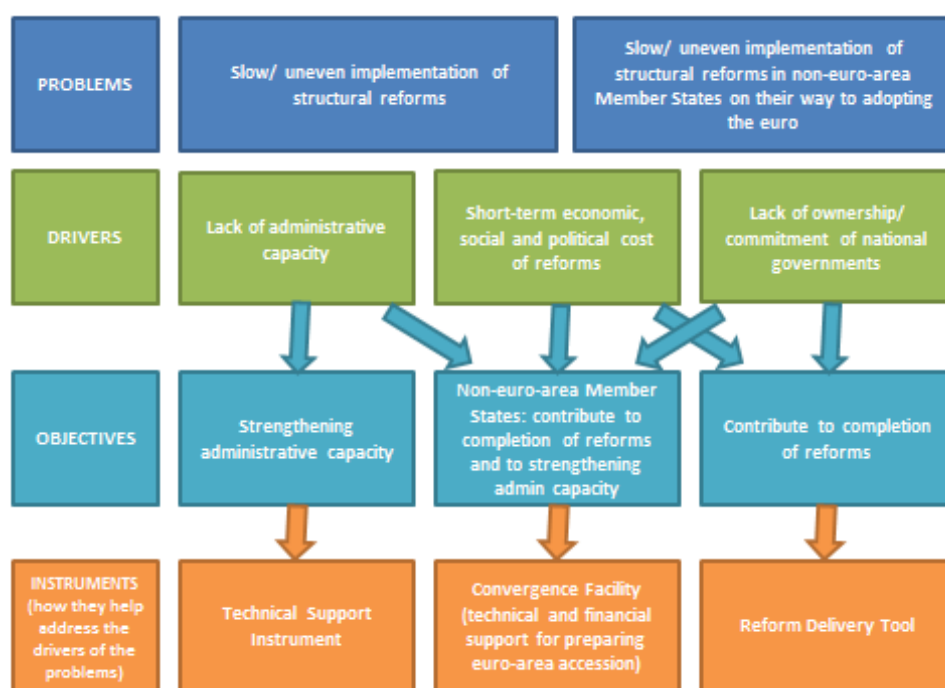 PROBLEMS
Slow/ uneven implementation of
structural reforms
Slow/ uneven implementation of
structural reforms in non-euro-area
Member States on their way to adopting
the euro
DRIVERS
Lack of administrative
capacity
Short-term economic,
social and political cost
of reforms
Lack of ownership/
commitment of national
governments
OBJECTIVES
Strengthening
administrative capacity
Non-euro-area Member
States: contribute to
completion of reforms
and to strengthening
admin capacity
Contribute to completion
of reforms
INSTRUMENTS
(how they help
address the
drivers of the
problems)
Technical Support
Instrument
Convergence Facility
(technical and financial
support for preparing
euro-area accession)
Reform Delivery Tool